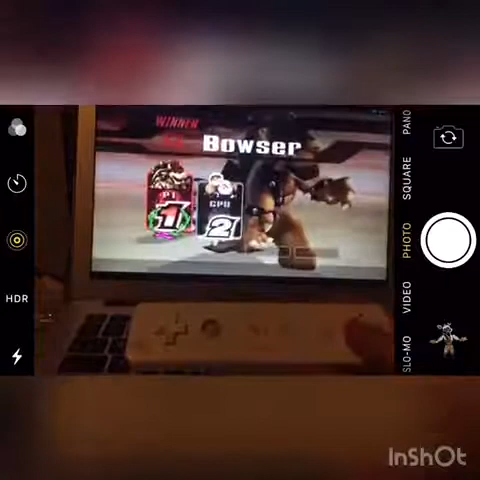 WINNER
Bowser
P1
1
CPU
2
HDR
PANO
SQUARE
PHOTO
VIDEO
SLO-MO
InShOt